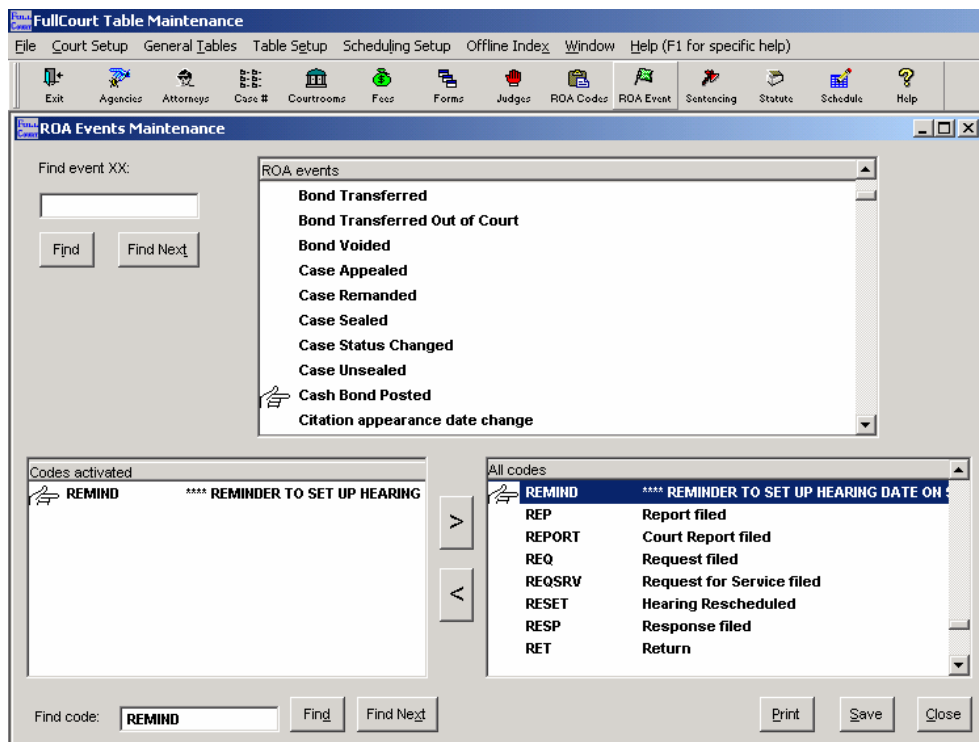 FullCourt Table Maintenance
File Court Setup General Tables Table Setup Scheduling Setup Offline Index Window Help (F1 for specific help)
Exit Agencies Attorneys Case # Courtrooms Fees Forms Judges ROA Codes ROA Event Sentencing Statute Schedule Help
ROA Events Maintenance
Find event XX:
Find Find Next
ROA events
Bond Transferred
Bond Transferred Out of Court
Bond Voided
Case Appealed
Case Remanded
Case Sealed
Case Status Changed
Case Unsealed
Cash Bond Posted
Citation appearance date change
Codes activated
REMIND **** REMINDER TO SET UP HEARING
>
<
All codes
REMIND **** REMINDER TO SET UP HEARING DATE ON
REP Report filed
REPORT Court Report filed
REQ Request filed
REQSRV Request for Service filed
RESET Hearing Rescheduled
RESP Response filed
RET Return
Find code: REMIND Find Find Next Print Save Close